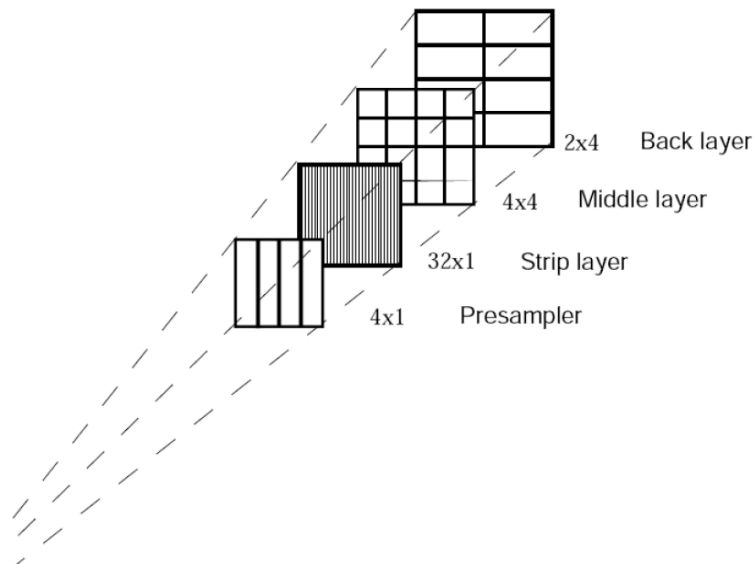 2x4 Back layer
4x4 Middle layer
32x1 Strip layer
4x1 Presampler